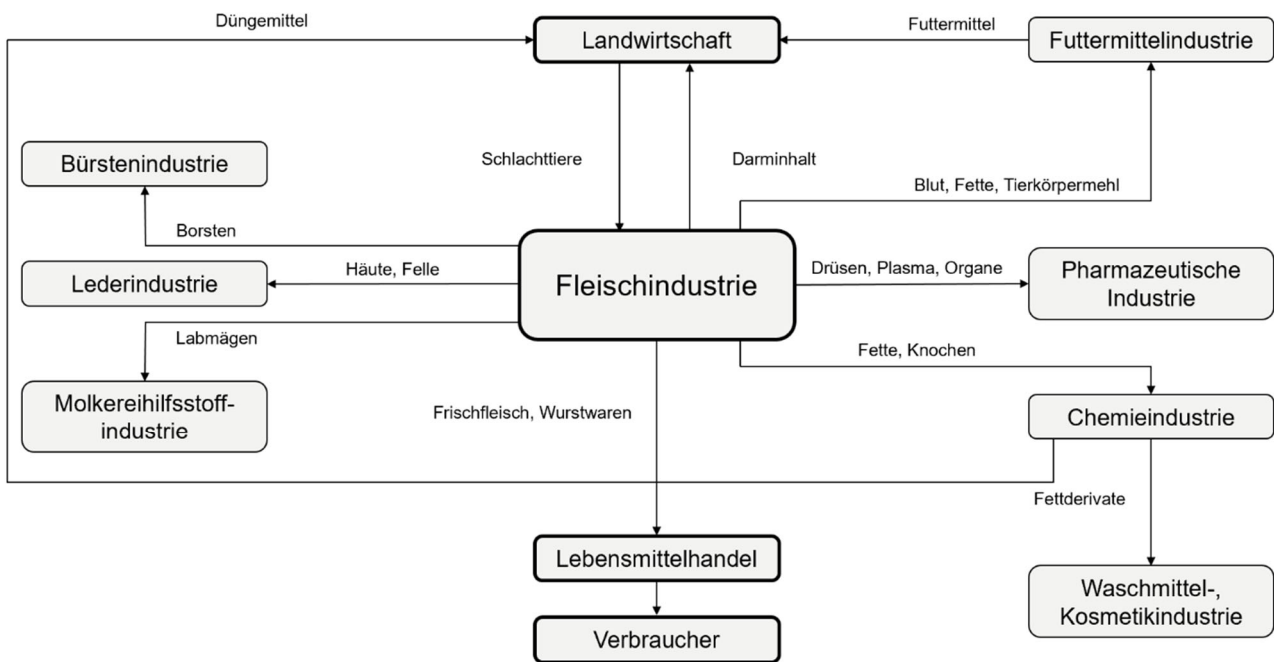 Düngemittel
Landwirtschaft
Futtermittel
Futtermittelindustrie
Bürstenindustrie
Schlachttiere
Darminhalt
Blut, Fette, Tierkörpermehl
Borsten
Lederindustrie
Häute, Felle
Fleischindustrie
Drüsen, Plasma, Organe
Pharmazeutische
Industrie
Labmägen
Fette, Knochen
Molkereihilfsstoff-
industrie
Frischfleisch, Wurstwaren
Chemieindustrie
Fettderivate
Lebensmittelhandel
Waschmittel-,
Kosmetikindustrie
Verbraucher